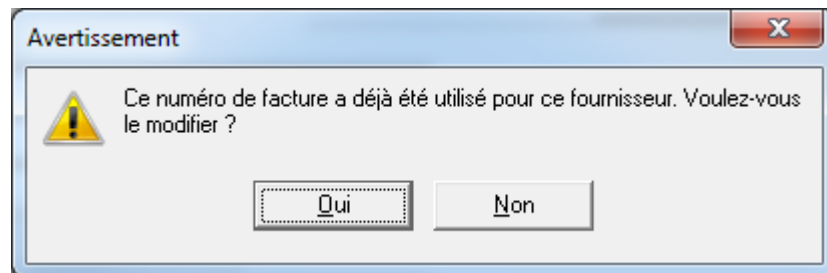 Avertissement
Ce numéro de facture a déjà été utilisé pour ce fournisseur. Voulez-vous
le modifier ?
Oui
Non